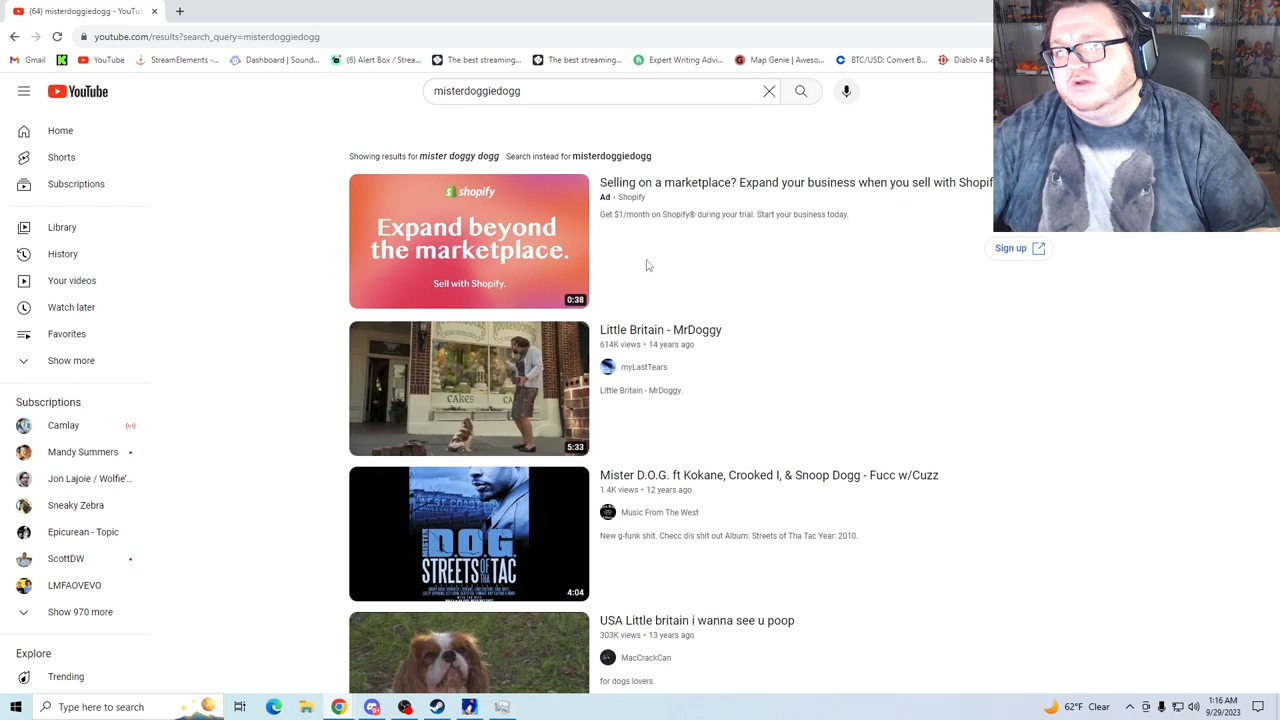 (64) misterdoggiedogg - YouTu
youtube.com/results?search_query=misterdoggiedogg
Gmail
YouTube
StreamElements -...
Dashboard | Sound...
(6) Alert Box / Strea...
The best streaming...
The best streaming...
Expert Writing Advi...
Map Genie | Aweso...
BTC/USD: Convert B...
Diablo 4 Be
YouTube
misterdoggiedogg
Home
Shorts
Subscriptions
Library
History
Your videos
Watch later
Favorites
Show more
Subscriptions
Camlay
Mandy Summers
Jon Lajoie / Wolfie'...
Sneaky Zebra
Epicurean - Topic
ScottDW
LMFAOVEVO
Show 970 more
Explore
Trending
Showing results for mister doggy dogg Search instead for misterdoggiedogg
shopify
Expand beyond
the marketplace.
Sell with Shopify.
0:38
Selling on a marketplace? Expand your business when you sell with Shopif
Ad · Shopify
Get $1/month on Shopify® during your trial. Start your business today.
Sign up
CAKES
5:33
Little Britain - MrDoggy
614K views • 14 years ago
myLastTears
Little Britain - MrDoggy.
WEST COAST
MISTER
D.O.G.
STREETS OF THA TAC
4:04
Mister D.O.G. ft Kokane, Crooked I, & Snoop Dogg - Fucc w/Cuzz
1.4K views • 12 years ago
Music From The West
New g-funk shit. Checc dis shit out Album: Streets of Tha Tac Year: 2010.
USA Little britain i wanna see u poop
303K views • 13 years ago
MacCrackCan
for dogs lovers.
Type here to search
62°F Clear
1:16 AM
9/29/2023